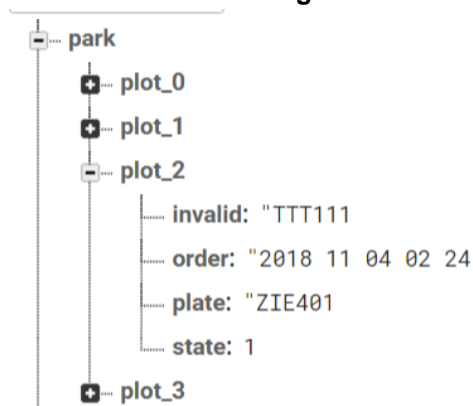 park
plot_0
plot_1
plot_2
invalid: "TTT111
order: "2018 11 04 02 24
plate: "ZIE401
state: 1
plot_3